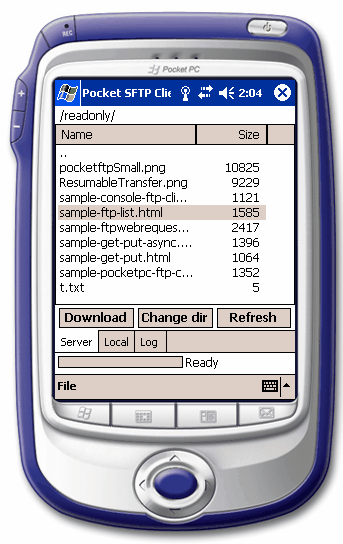 REC
Pocket PC
Pocket SFTP Clie 2:04
/readonly/
Name Size
..
pocketftpSmall.png 10825
ResumableTransfer.png 9229
sample-console-ftp-cli... 1121
sample-ftp-list.html 1585
sample-ftpwebreques... 2417
sample-get-put-async.... 1396
sample-get-put.html 1064
sample-pocketpc-ftp-c... 1352
t.txt 5
Download Change dir Refresh
Server Local Log
Ready
File